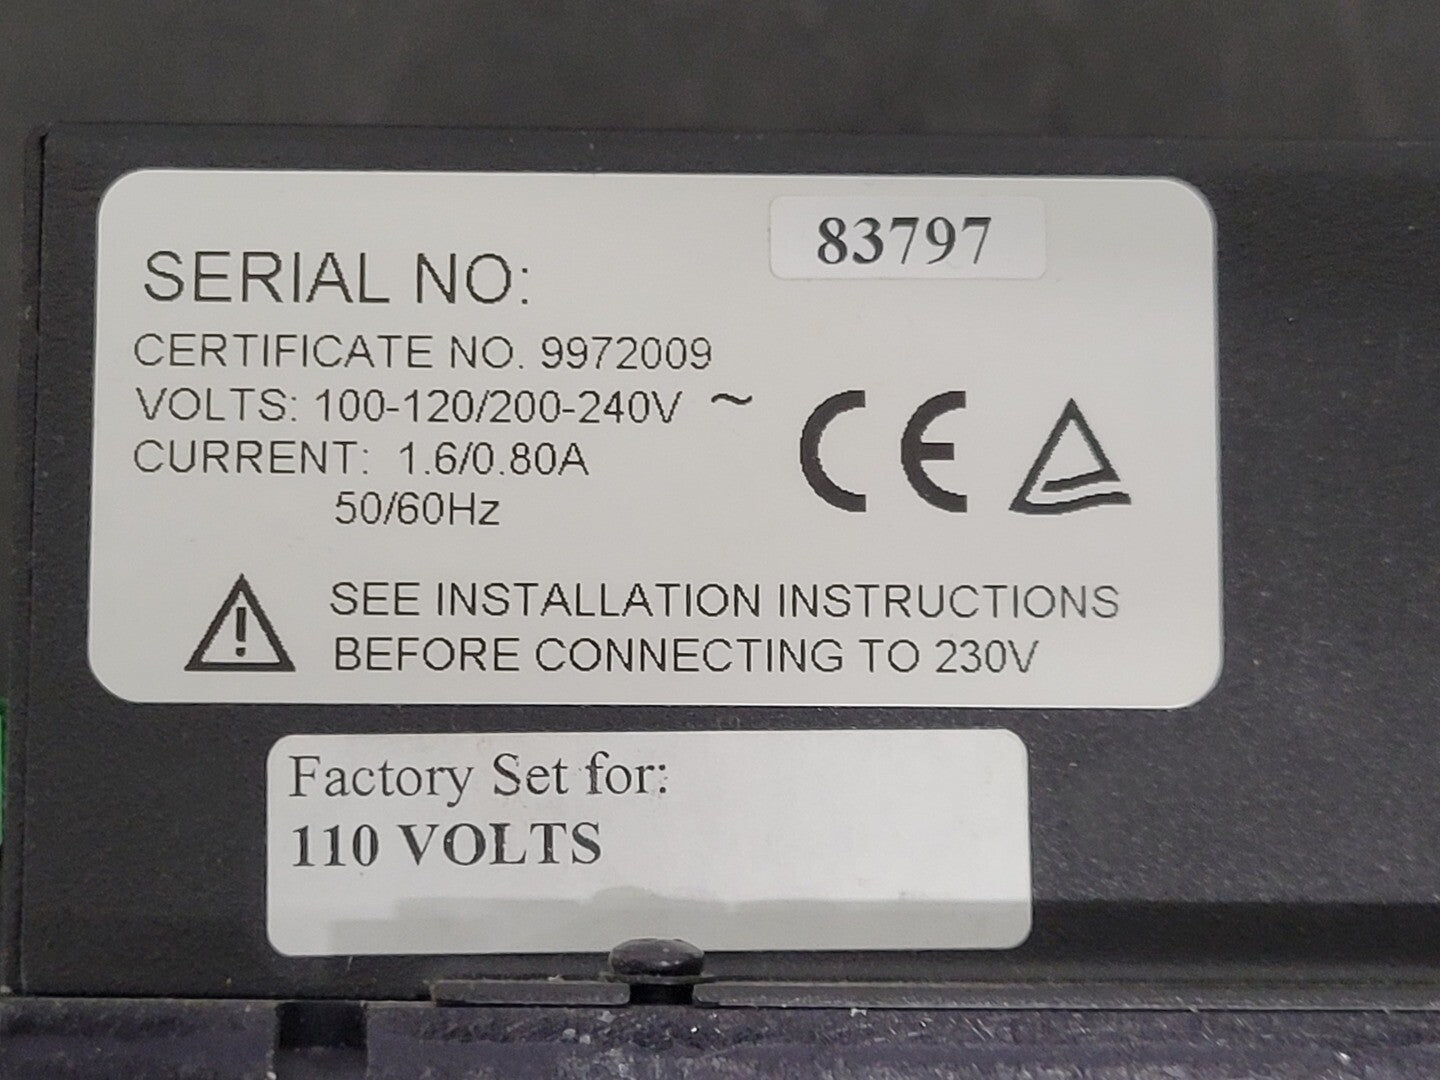 SERIAL NO: 83797
CERTIFICATE NO. 9972009
VOLTS: 100-120/200-240V ~
CURRENT: 1.6/0.80A
50/60Hz
CE
SEE INSTALLATION INSTRUCTIONS
BEFORE CONNECTING TO 230V
Factory Set for:
110 VOLTS